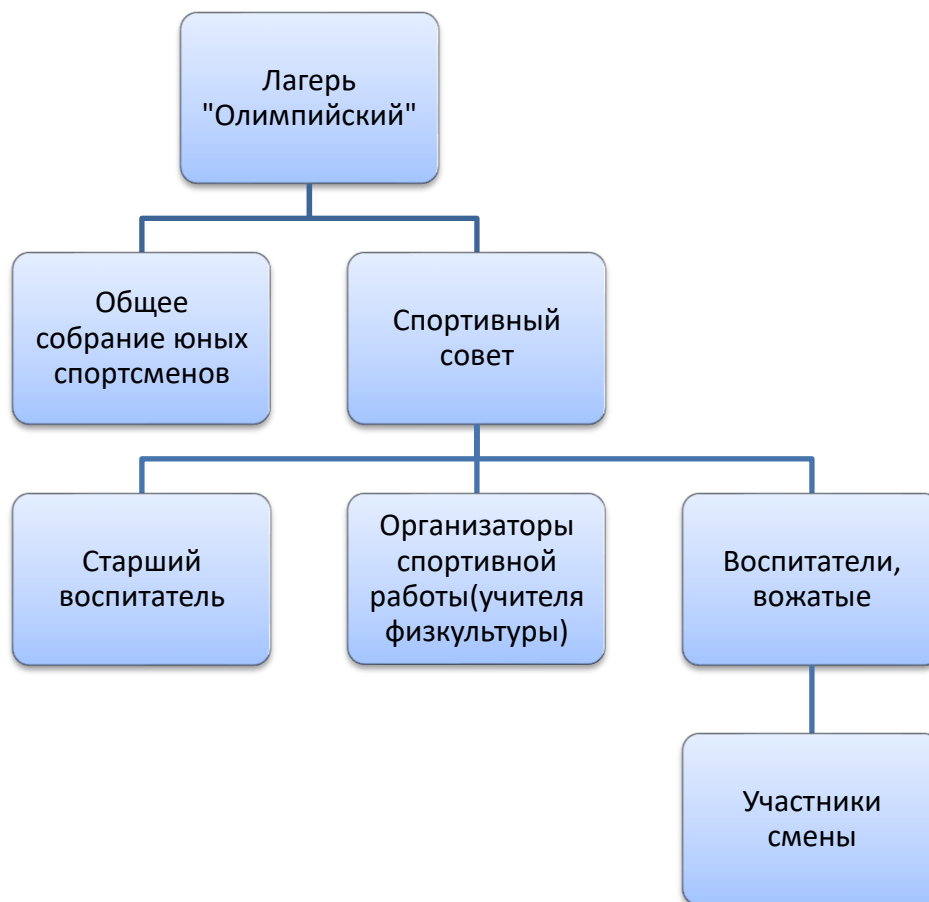 Лагерь
"Олимпийский"
Общее
собрание юных
спортсменов
Спортивный
совет
Старший
воспитатель
Организаторы
спортивной
работы(учителя
физкультуры)
Воспитатели,
вожатые
Участники
смены